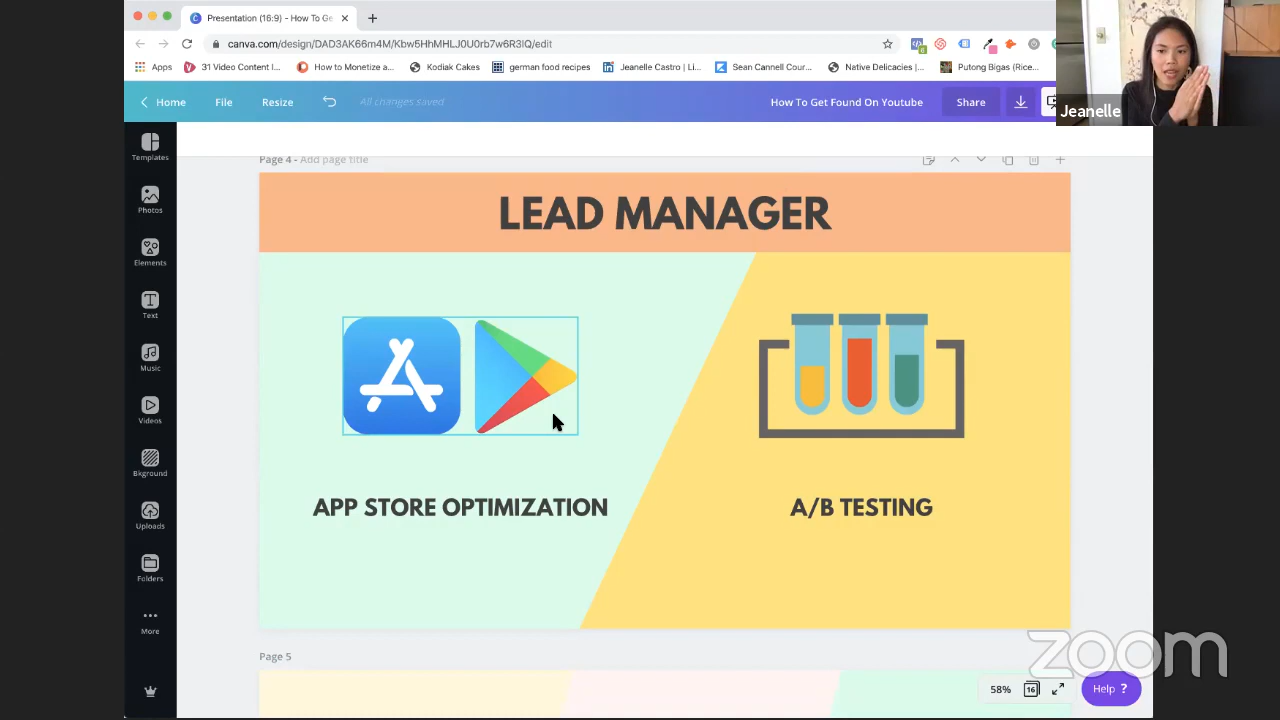 Presentation (16:9) - How To Ge
canva.com/design/DAD3AK66m4M/Kbw5HhMHLJ0U0rb7w6R3IQ/edit
Apps 31 Video Content I... How to Monetize a... Kodiak Cakes german food recipes Jeanelle Castro | Li... Sean Cannell Cour... Native Delicacies |... Putong Bigas (Rice...
Jeanelle
Home File Resize All changes saved How To Get Found On Youtube Share
Templates
Photos
Elements
Text
Music
Videos
Bkground
Uploads
Folders
More
Page 4 - Add page title
LEAD MANAGER
APP STORE OPTIMIZATION
A/B TESTING
Page 5
58% 16 Help ?
zoom